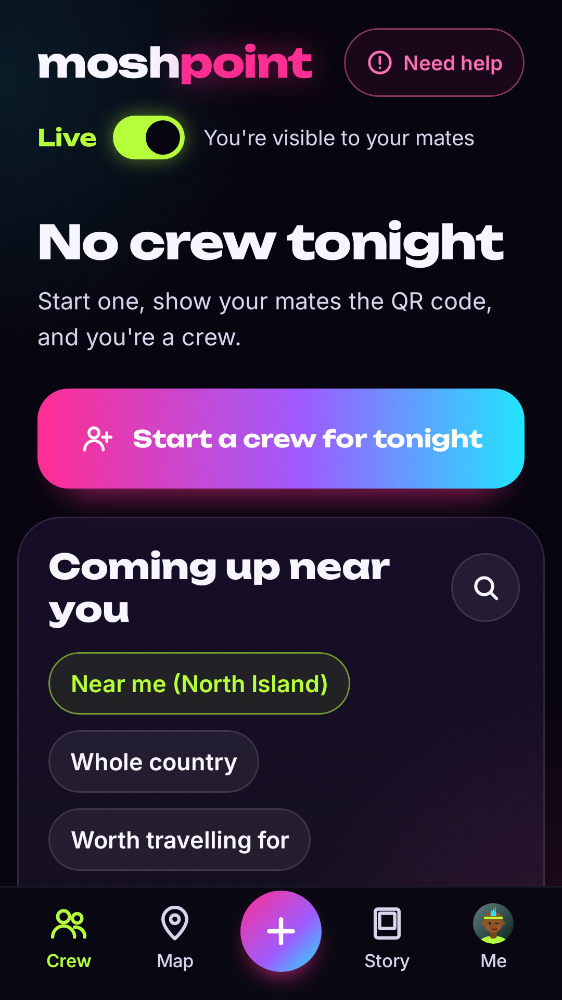 moshpoint
Need help
Live
You're visible to your mates
No crew tonight
Start one, show your mates the QR code,
and you're a crew.
Start a crew for tonight
Coming up near
you
Near me (North Island)
Whole country
Worth travelling for
Crew
Map
Story
Me